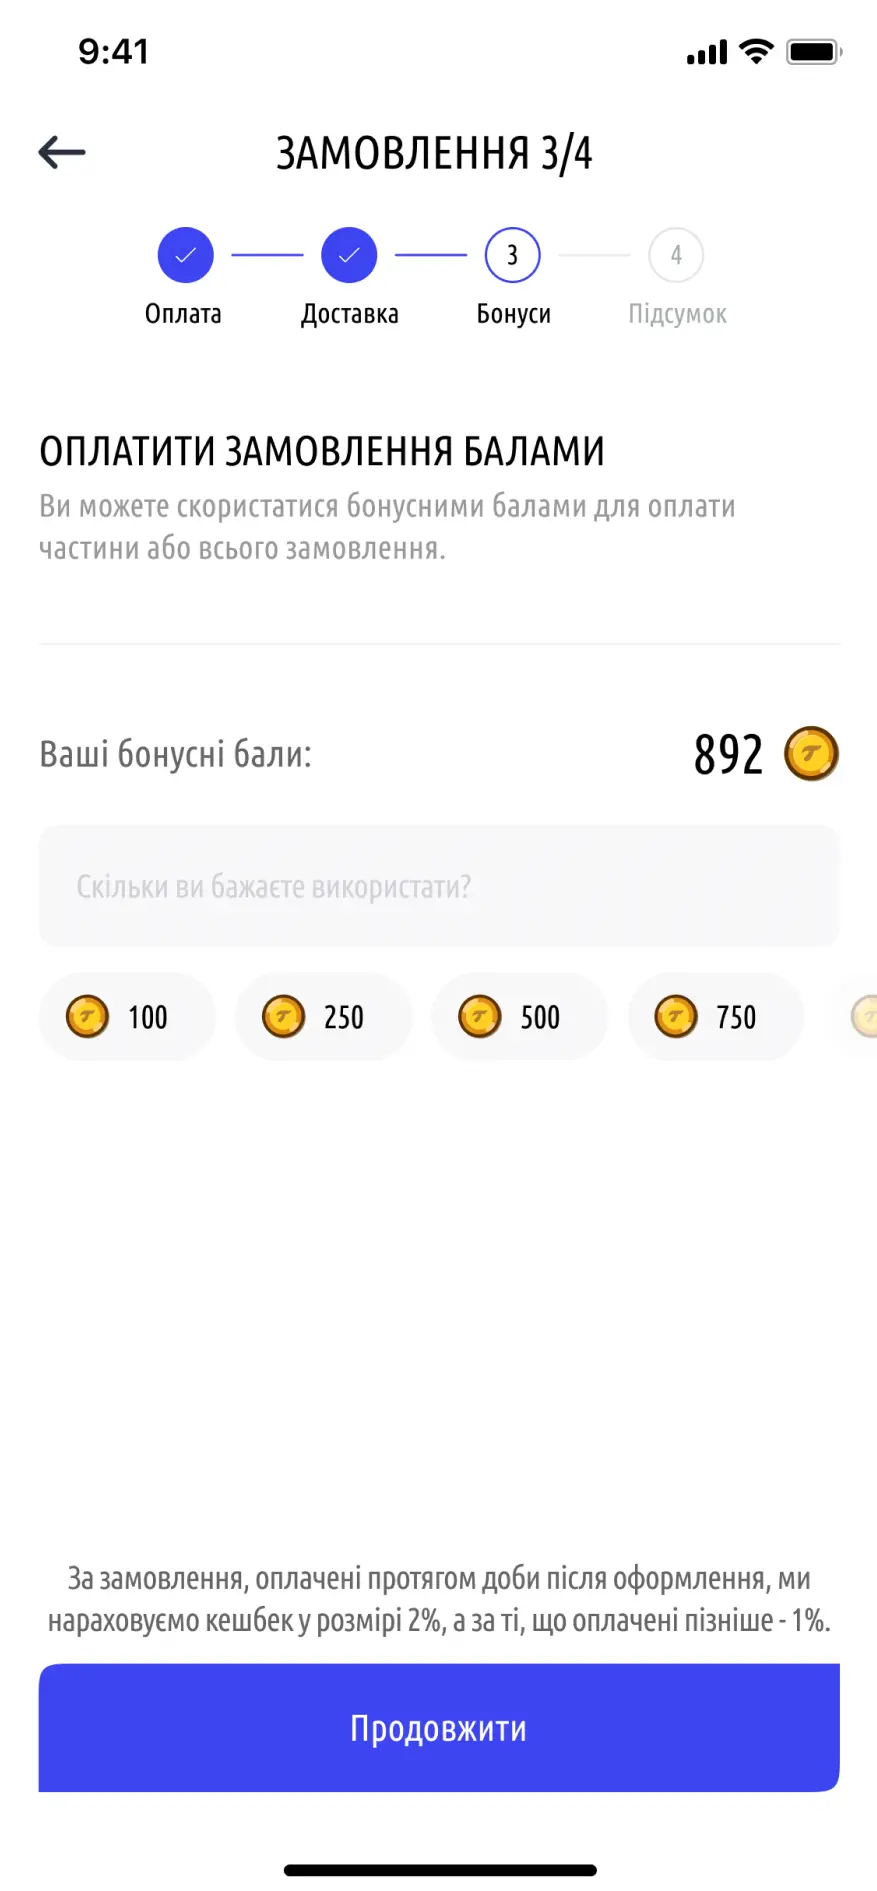 9:41
ЗАМОВЛЕННЯ 3/4
3
4
Оплата
Доставка
Бонуси
Підсумок
ОПЛАТИТИ ЗАМОВЛЕННЯ БАЛАМИ
Ви можете скористатися бонусними балами для оплати
частини або всього замовлення.
Ваші бонусні бали:
892
Скільки ви бажаєте використати?
100
250
500
750
За замовлення, оплачені протягом доби після оформлення, ми
нараховуємо кешбек у розмірі 2%, а за ті, що оплачені пізніше - 1%.
Продовжити